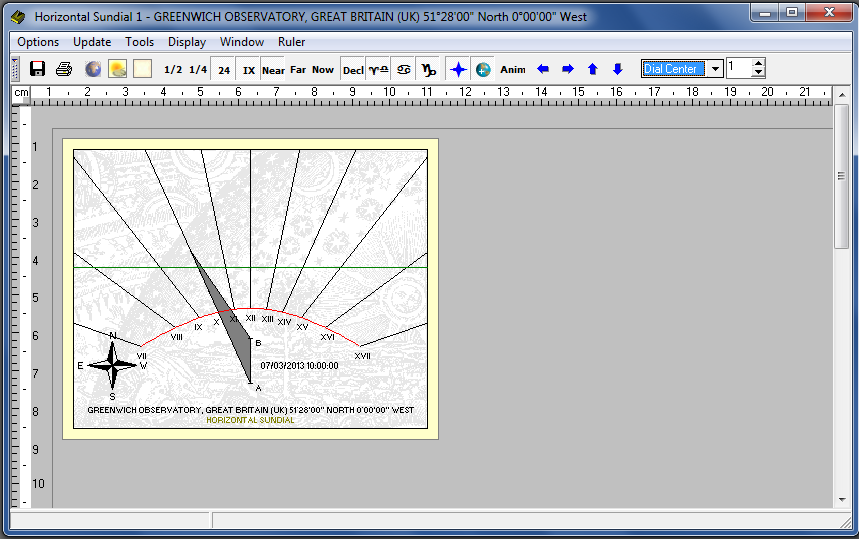 Horizontal Sundial 1 - GREENWICH OBSERVATORY, GREAT BRITAIN (UK) 51°28'00" North 0°00'00" West
Options Update Tools Display Window Ruler
1/2 1/4 24 IX Near Far Now Decl Anim Dial Center 1
cm 1 2 3 4 5 6 7 8 9 10 11 12 13 14 15 16 17 18 19 20 21
1
2
3
4
5
6
7
8
9
10
VII VIII IX X XI XII XIII XIV XV XVI XVII
N
E W
S
B
07/03/2013 10:00:00
A
GREENWICH OBSERVATORY, GREAT BRITAIN (UK) 51'28'00" NORTH 0'00'00" WEST
HORIZONTAL SUNDIAL